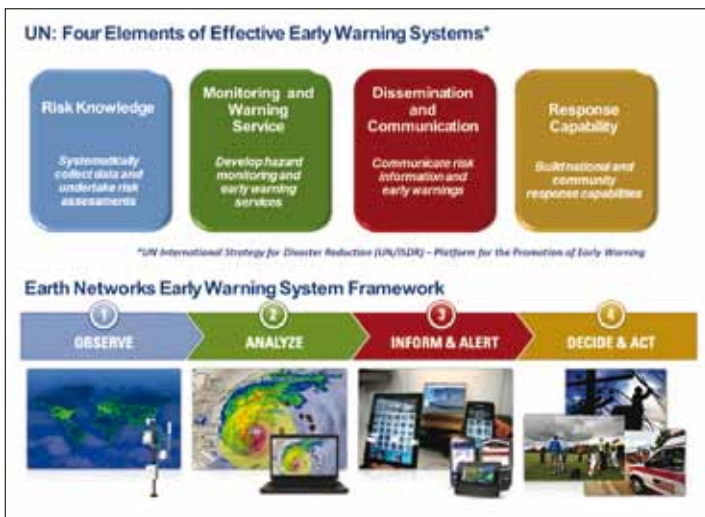 UN: Four Elements of Effective Early Warning Systems*
Risk Knowledge
Systematically
collect data and
undertake risk
assessments
Monitoring and
Warning
Service
Develop hazard
monitoring and
early warning
services
Dissemination
and
Communication
Communicate risk
information and
early warnings
Response
Capability
Build national and
community
response capabilities
*UN International Strategy for Disaster Reduction (UN/ISDR) – Platform for the Promotion of Early Warning
Earth Networks Early Warning System Framework
1
OBSERVE
2
ANALYZE
3
INFORM & ALERT
4
DECIDE & ACT